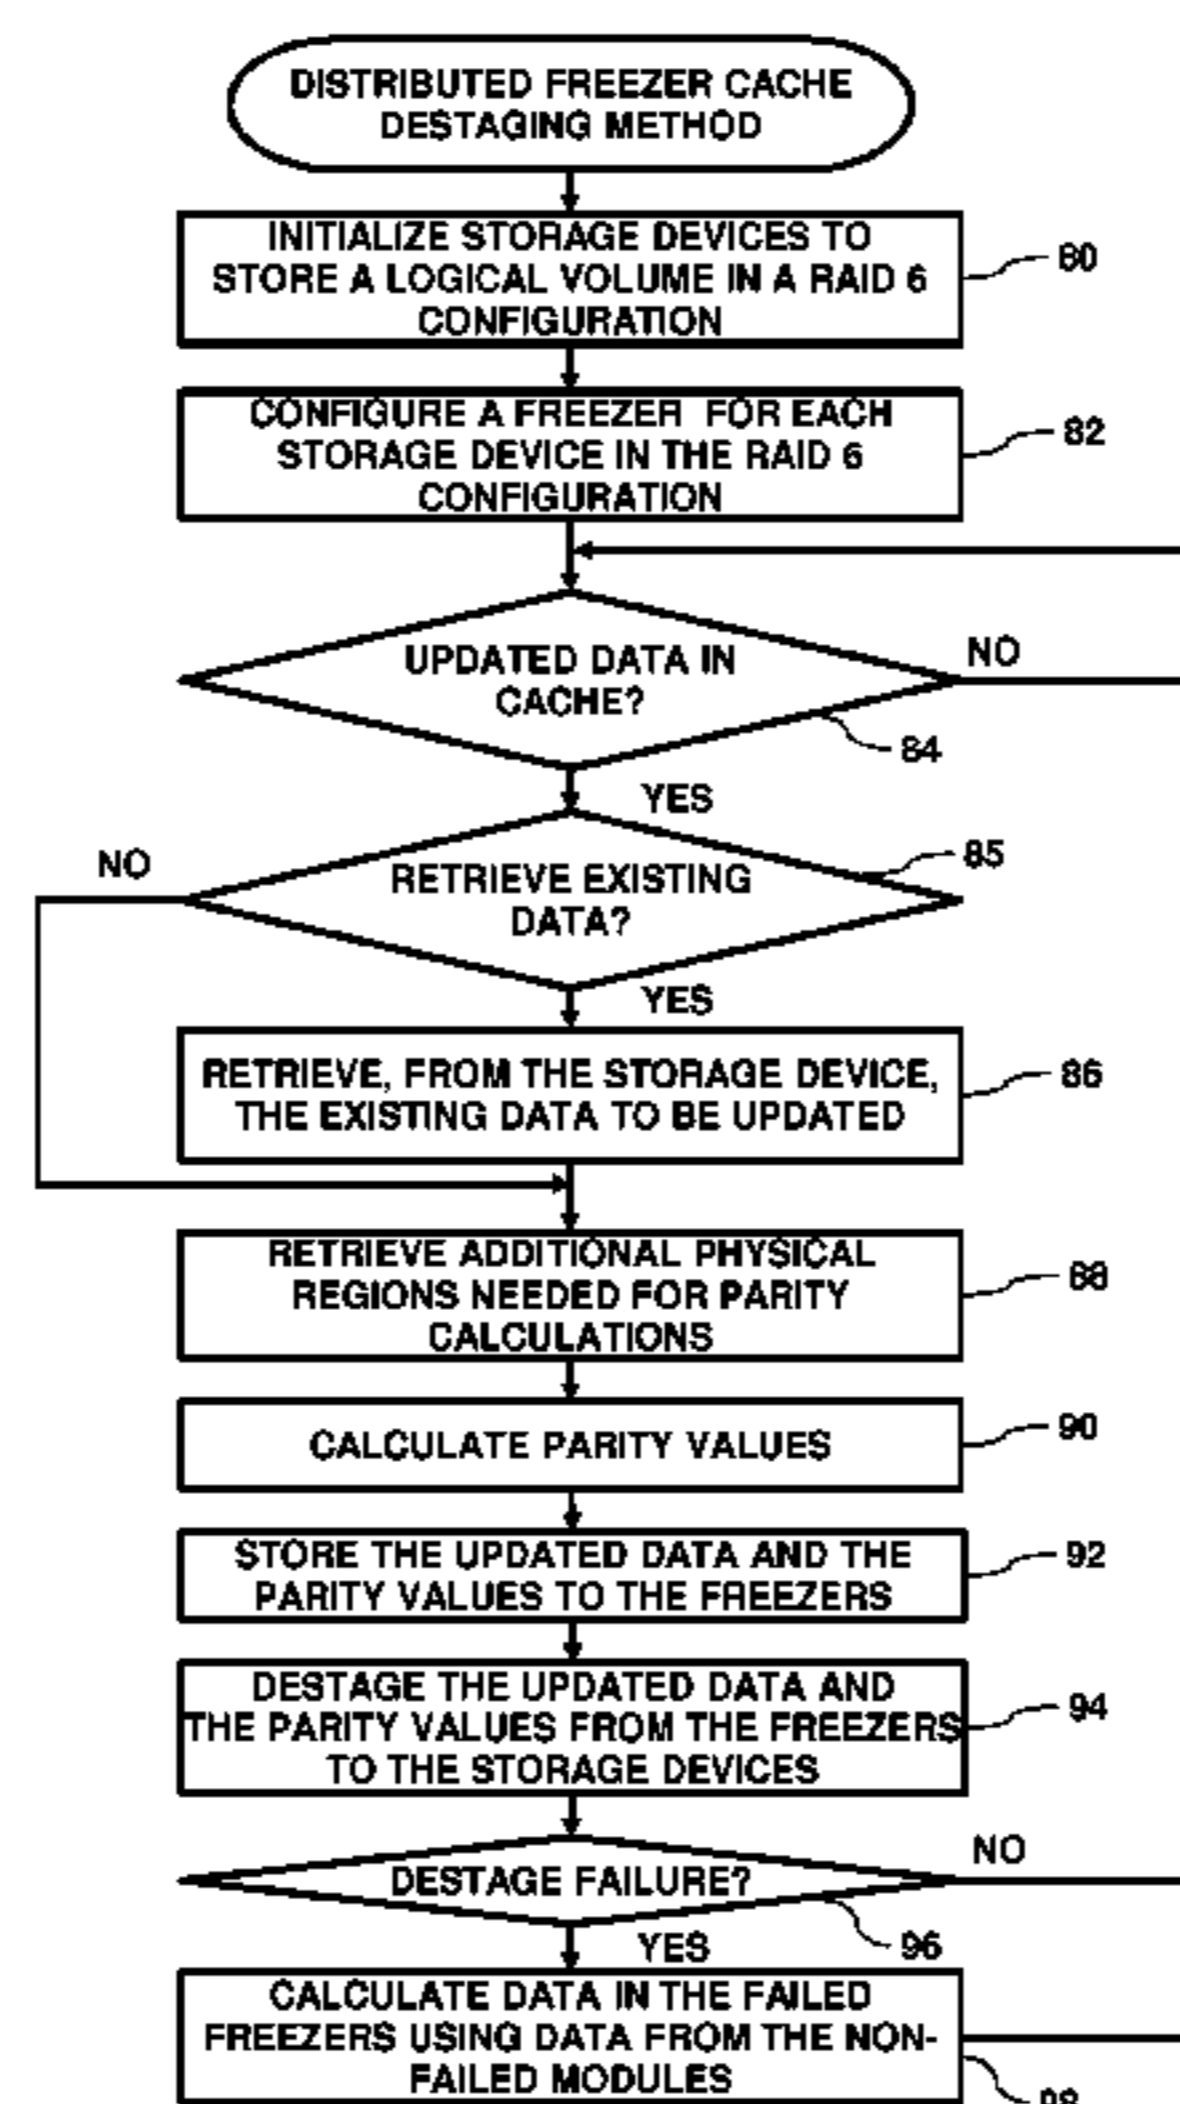 DISTRIBUTED FREEZER CACHE
DESTAGING METHOD
INITIALIZE STORAGE DEVICES TO
STORE A LOGICAL VOLUME IN A RAID 6
CONFIGURATION
80
CONFIGURE A FREEZER FOR EACH
STORAGE DEVICE IN THE RAID 6
CONFIGURATION
82
UPDATED DATA IN
CACHE?
NO
84
YES
RETRIEVE EXISTING
DATA?
85
NO
YES
RETRIEVE, FROM THE STORAGE DEVICE,
THE EXISTING DATA TO BE UPDATED
86
RETRIEVE ADDITIONAL PHYSICAL
REGIONS NEEDED FOR PARITY
CALCULATIONS
88
CALCULATE PARITY VALUES
90
STORE THE UPDATED DATA AND THE
PARITY VALUES TO THE FREEZERS
92
DESTAGE THE UPDATED DATA AND
THE PARITY VALUES FROM THE FREEZERS
TO THE STORAGE DEVICES
94
DESTAGE FAILURE?
NO
96
YES
CALCULATE DATA IN THE FAILED
FREEZERS USING DATA FROM THE NON-
FAILED MODULES